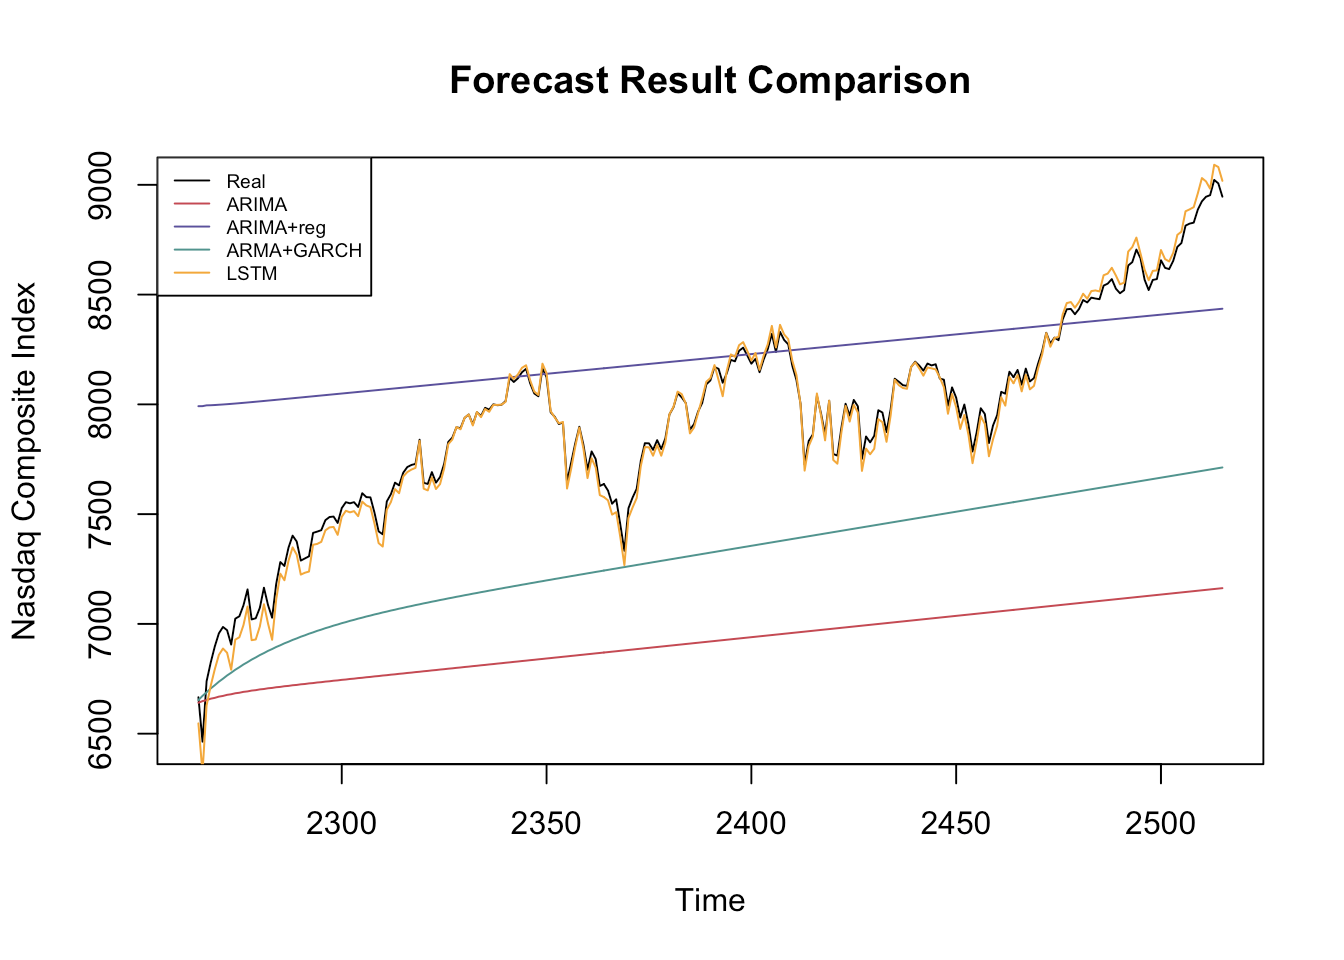 Forecast Result Comparison
Real
ARIMA
ARIMA+reg
ARMA+GARCH
LSTM
Nasdaq Composite Index
9000
8500
8000
7500
7000
6500
2300 2350 2400 2450 2500
Time